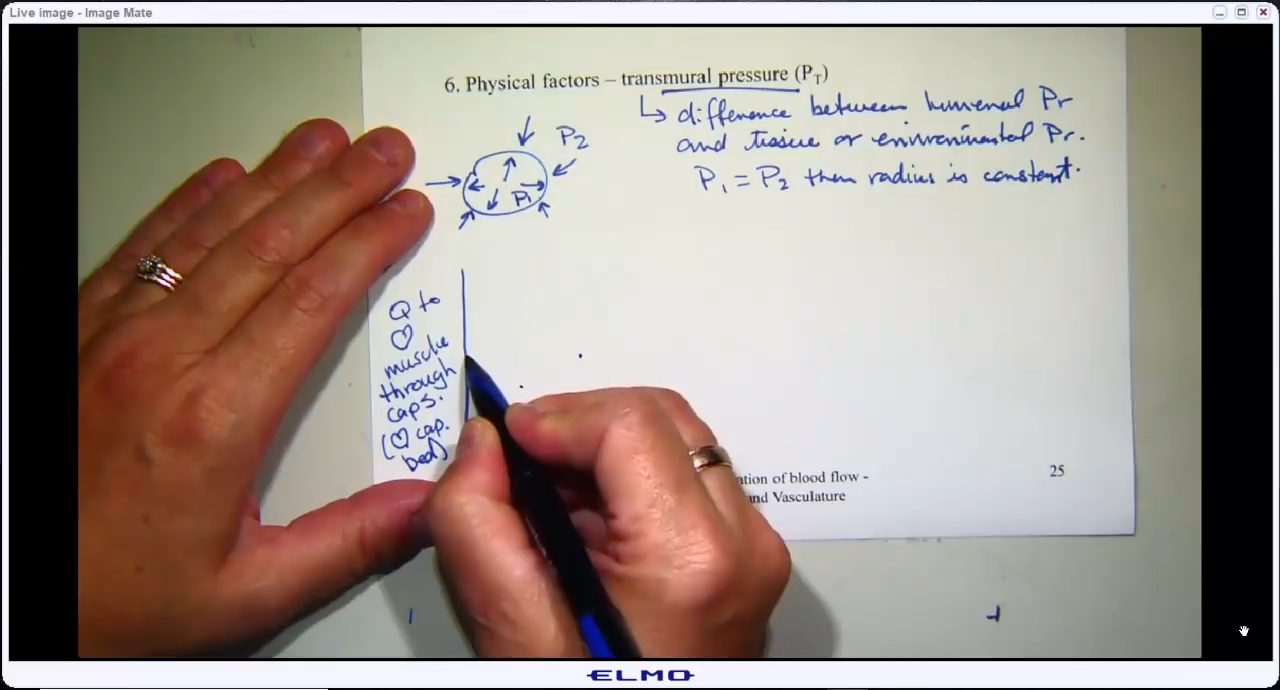 Live image - Image Mate
6. Physical factors – transmural pressure (PT)
↳ difference between lumenal Pr
and tissue or environmental Pr.
P1 = P2 then radius is constant.
P2
P1
Q to
♡
muscle
through
caps.
(♡ cap.
bed)
ation of blood flow -
and Vasculature
25
ELMO